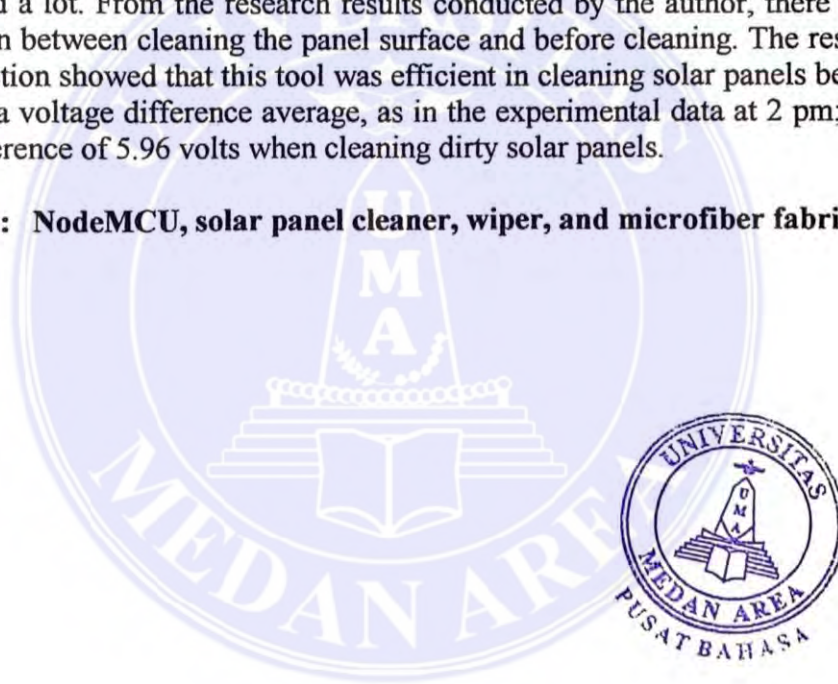 a lot. From the research results conducted by the author, there
between cleaning the panel surface and before cleaning. The
showed that this tool was efficient in cleaning solar panels
a voltage difference average, as in the experimental data at 2 pm;
of 5.96 volts when cleaning dirty solar panels.
: NodeMCU, solar panel cleaner, wiper, and microfiber
UMA
MEDAN AREA
UNIVERSITAS
UMA
MEDAN AREA
PUSAT BAHASA